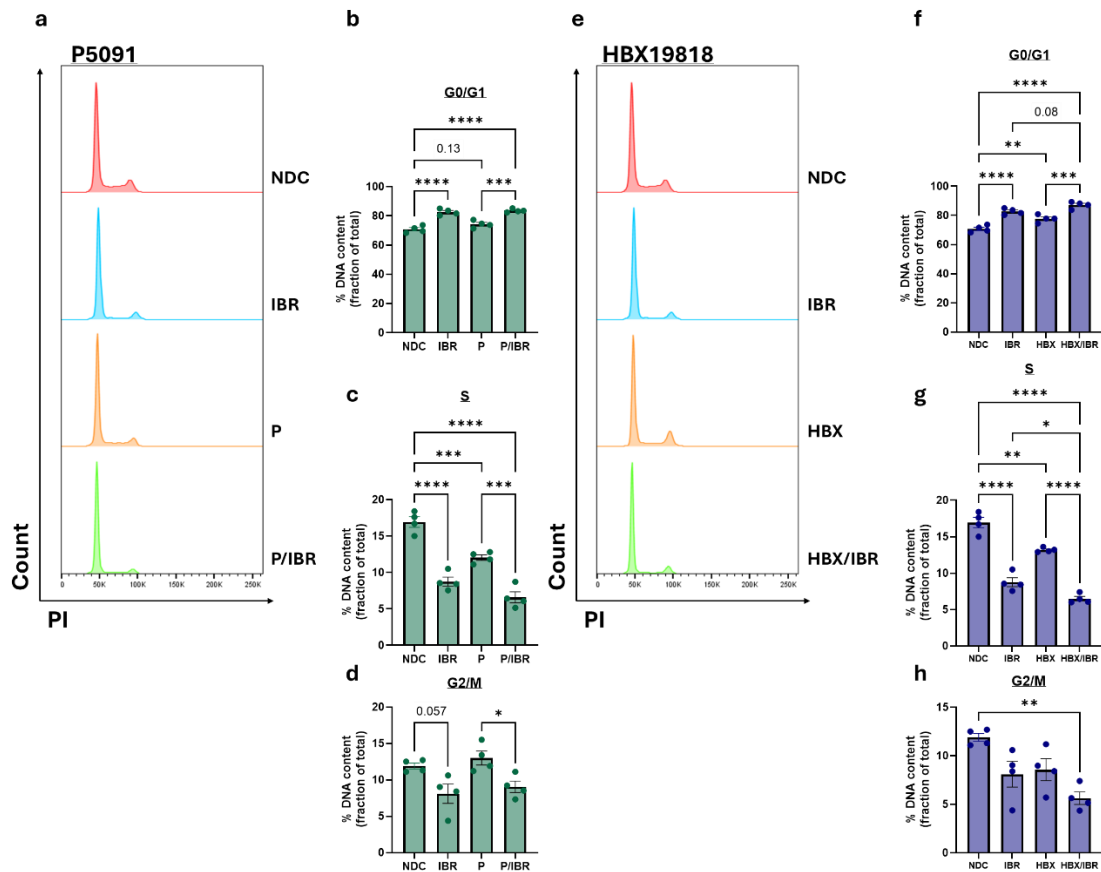 a
P5091
NDC
IBR
P
P/IBR
Count
0 50K 100K 150K 200K 250K
PI
b
G0/G1
****
0.13
**** ***
% DNA content
(fraction of total)
100
80
60
40
20
0
NDC IBR P P/IBR
c
S
****
***
**** ***
% DNA content
(fraction of total)
20
15
10
5
0
NDC IBR P P/IBR
d
G2/M
0.057 *
% DNA content
(fraction of total)
20
15
10
5
0
NDC IBR P P/IBR
e
HBX19818
NDC
IBR
HBX
HBX/IBR
Count
0 50K 100K 150K 200K 250K
PI
f
G0/G1
****
0.08
**
**** ***
% DNA content
(fraction of total)
100
80
60
40
20
0
NDC IBR HBX HBX/IBR
g
S
****
*
**
**** ****
% DNA content
(fraction of total)
20
15
10
5
0
NDC IBR HBX HBX/IBR
h
G2/M
**
% DNA content
(fraction of total)
15
10
5
0
NDC IBR HBX HBX/IBR